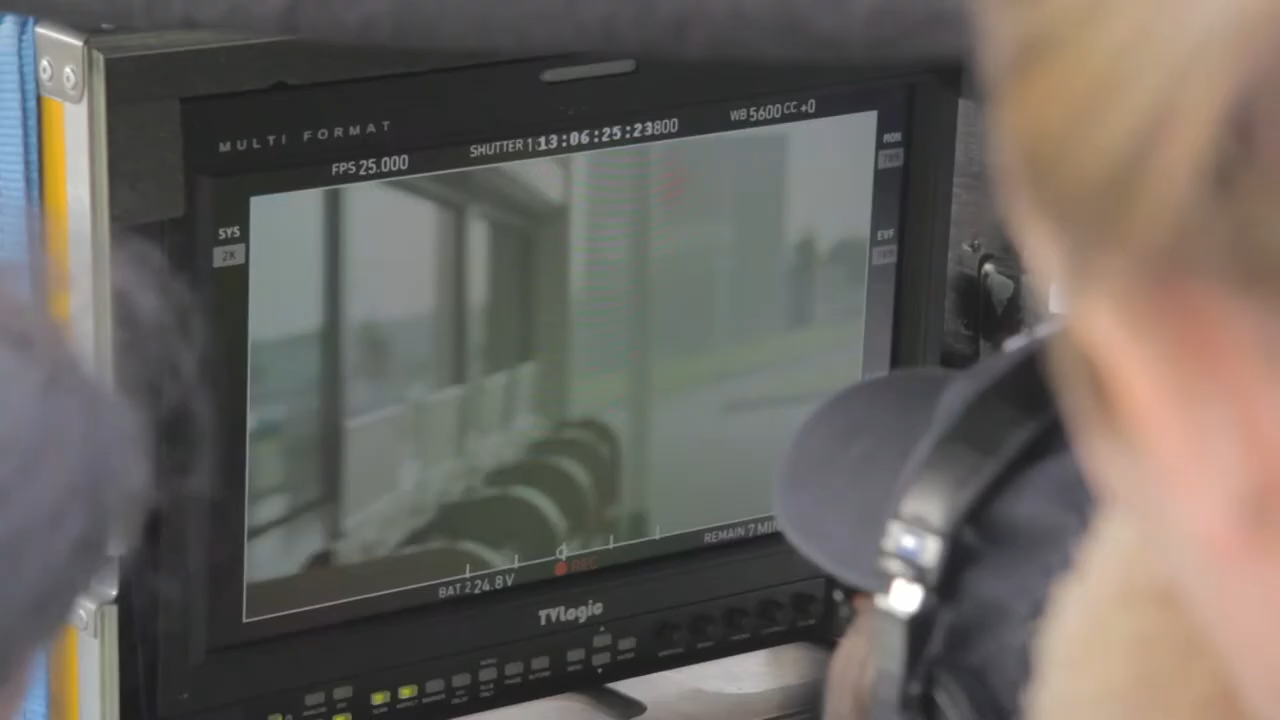 MULTI FORMAT
FPS 25.000
SHUTTER 1 13:06:25:23 800
WB 5600 CC +0
SYS
2K
MON
EVF
BAT 2 24.8 V
REC
REMAIN 7 MIN
TVLogic